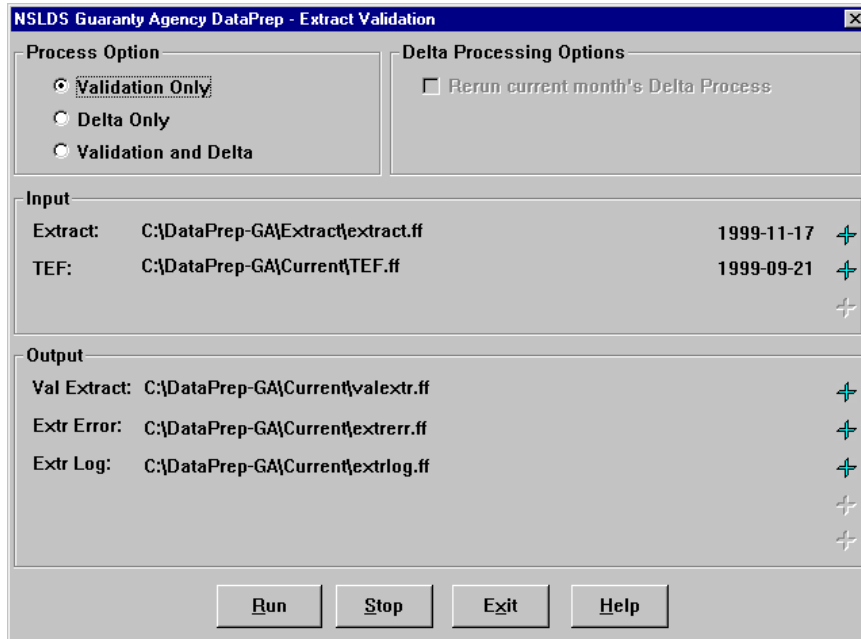 NSLDS Guaranty Agency DataPrep - Extract Validation
Process Option
Validation Only
Delta Only
Validation and Delta
Delta Processing Options
Rerun current month's Delta Process
Input
Extract: C:\DataPrep-GA\Extract\extract.ff 1999-11-17
TEF: C:\DataPrep-GA\Current\TEF.ff 1999-09-21
Output
Val Extract: C:\DataPrep-GA\Current\valextr.ff
Extr Error: C:\DataPrep-GA\Current\extrerr.ff
Extr Log: C:\DataPrep-GA\Current\extrlog.ff
Run Stop Exit Help